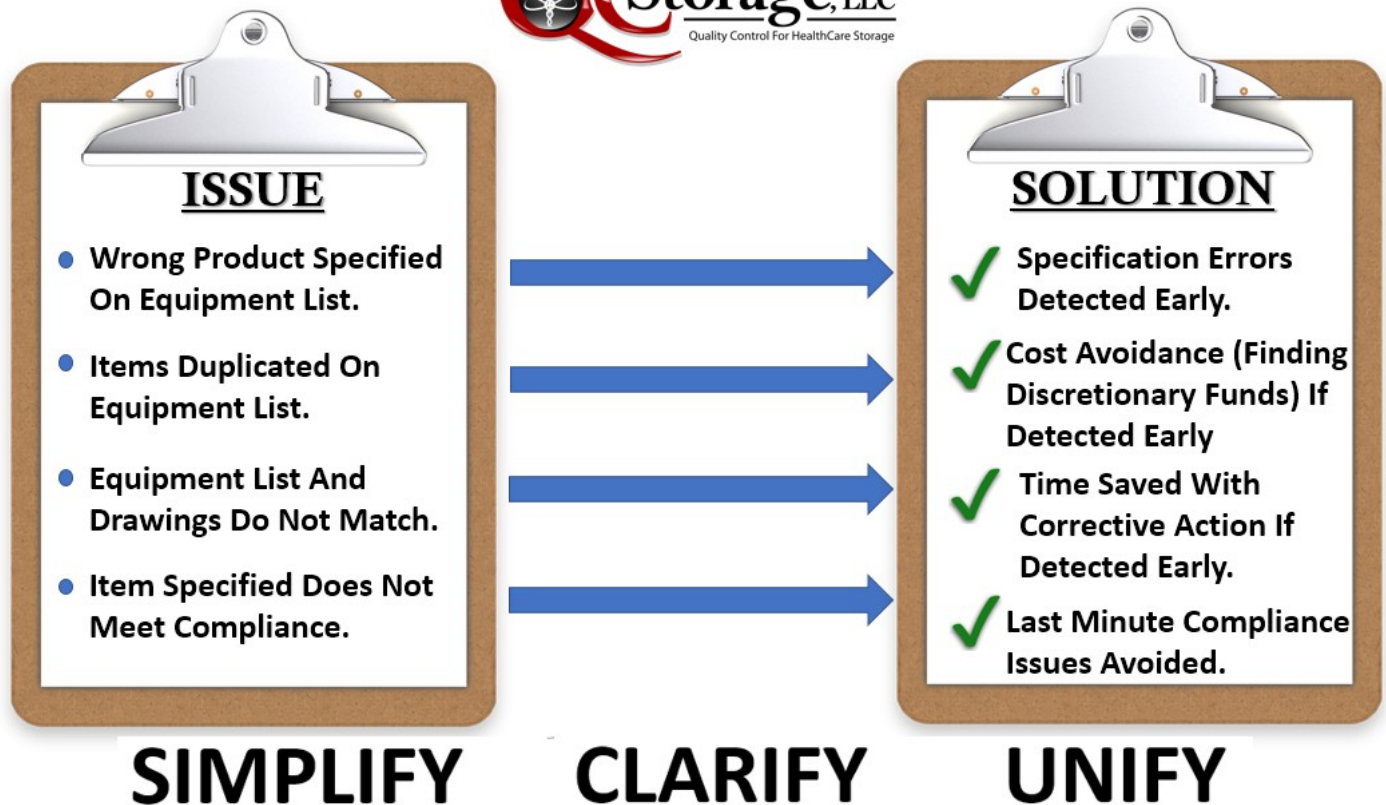 Storage, LLC
Quality Control For HealthCare Storage
ISSUE
Wrong Product Specified
On Equipment List.
Items Duplicated On
Equipment List.
Equipment List And
Drawings Do Not Match.
Item Specified Does Not
Meet Compliance.
SOLUTION
Specification Errors
Detected Early.
Cost Avoidance (Finding
Discretionary Funds) If
Detected Early
Time Saved With
Corrective Action If
Detected Early.
Last Minute Compliance
Issues Avoided.
SIMPLIFY CLARIFY UNIFY